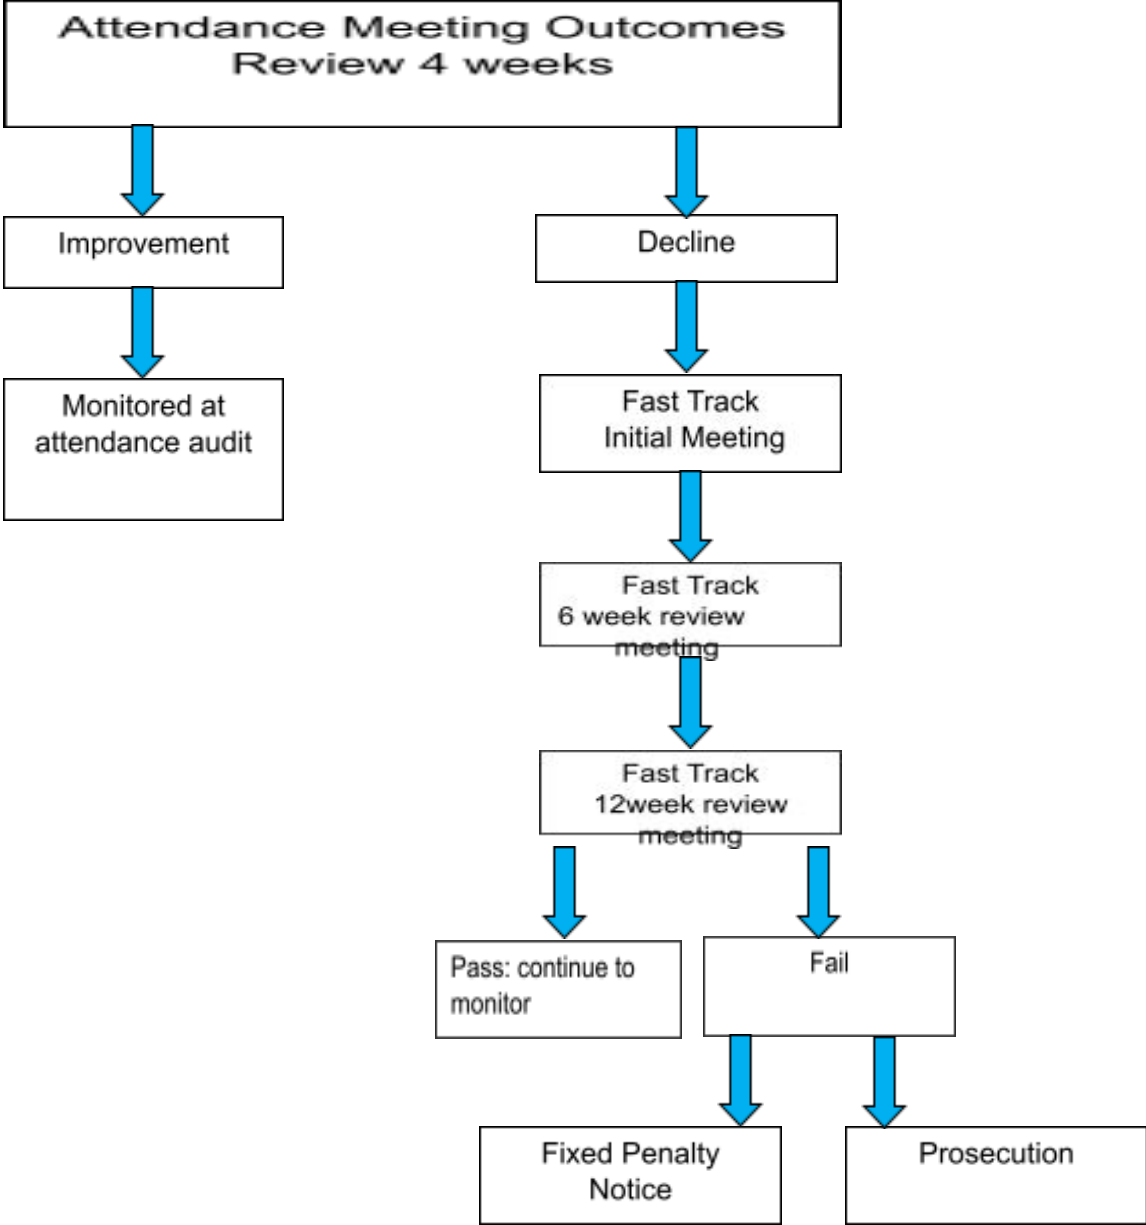 Attendance Meeting Outcomes
Review 4 weeks
Improvement
Decline
Monitored at
attendance audit
Fast Track
Initial Meeting
Fast Track
6 week review
meeting
Fast Track
12week review
meeting
Pass: continue to
monitor
Fail
Fixed Penalty
Notice
Prosecution